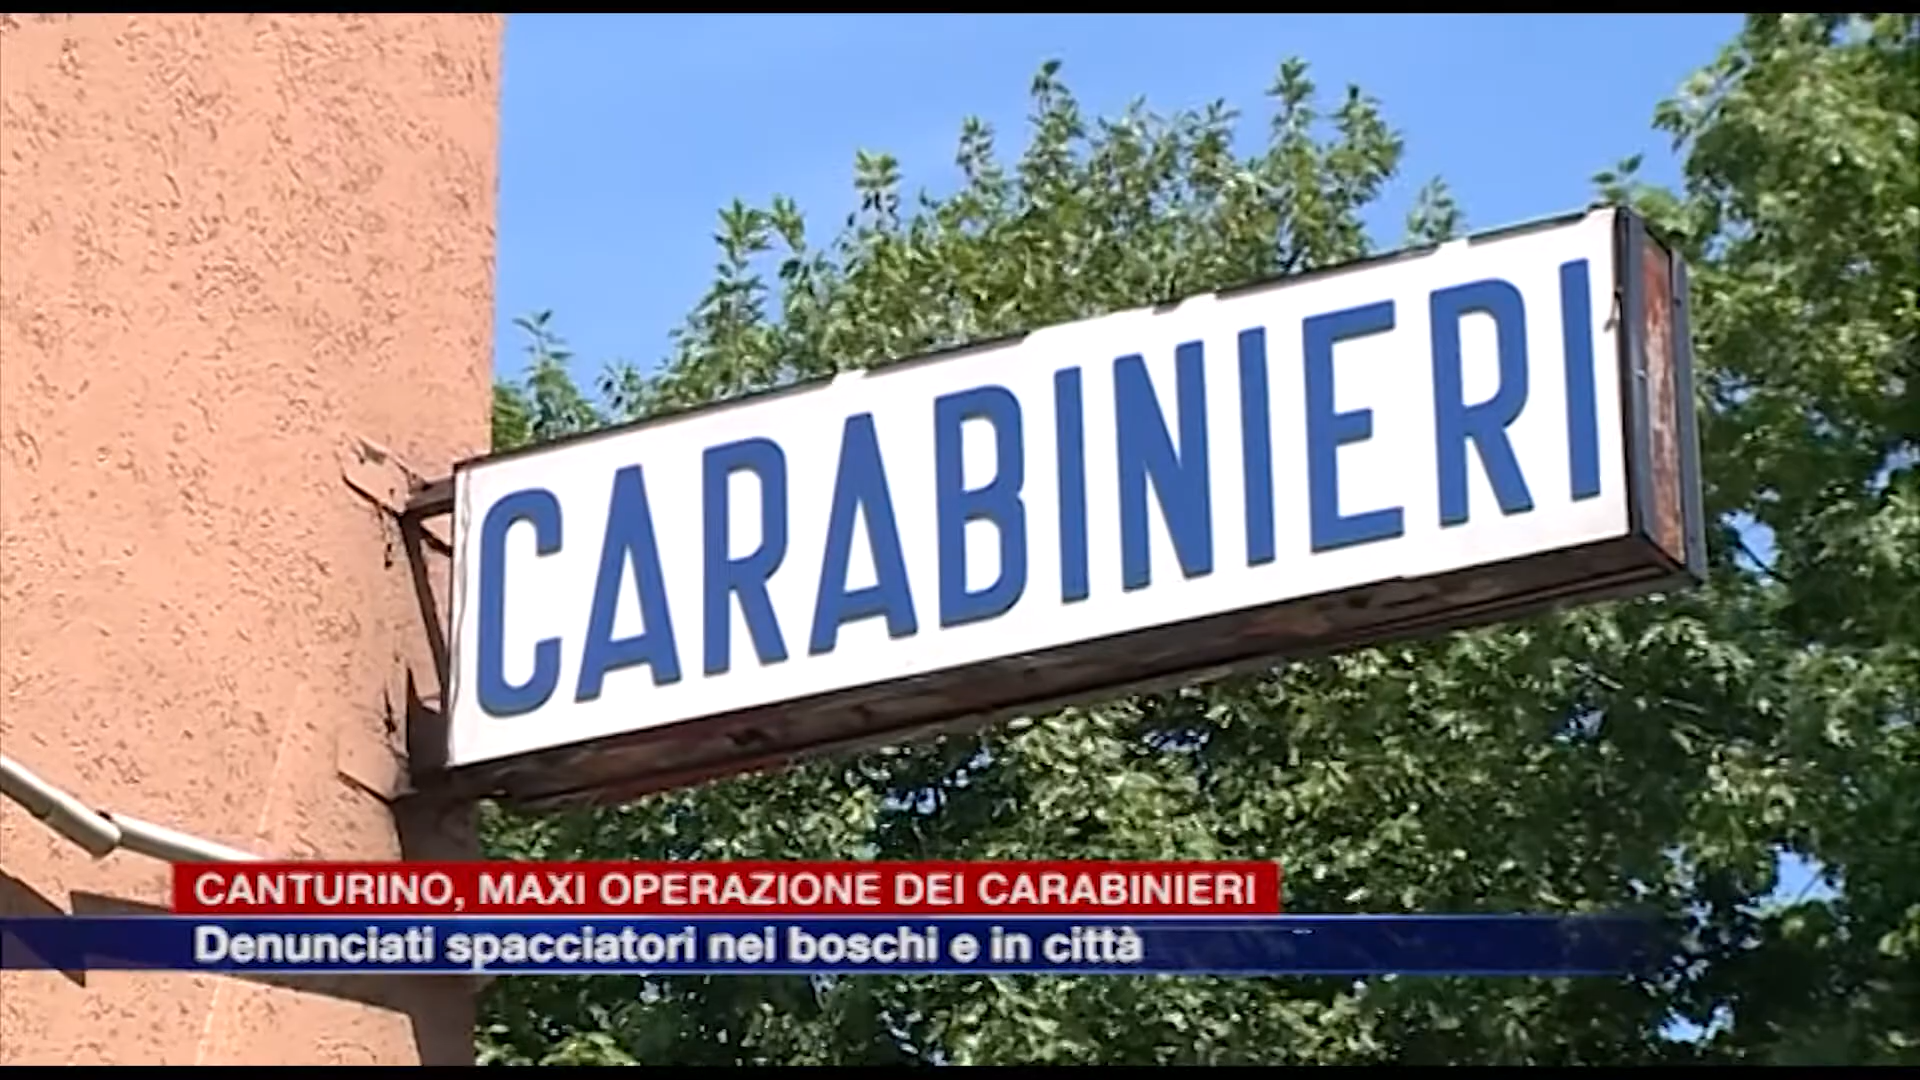 CARABINIERI
CANTURINO, MAXI OPERAZIONE DEI CARABINIERI
Denunciati spacciatori nei boschi e in città